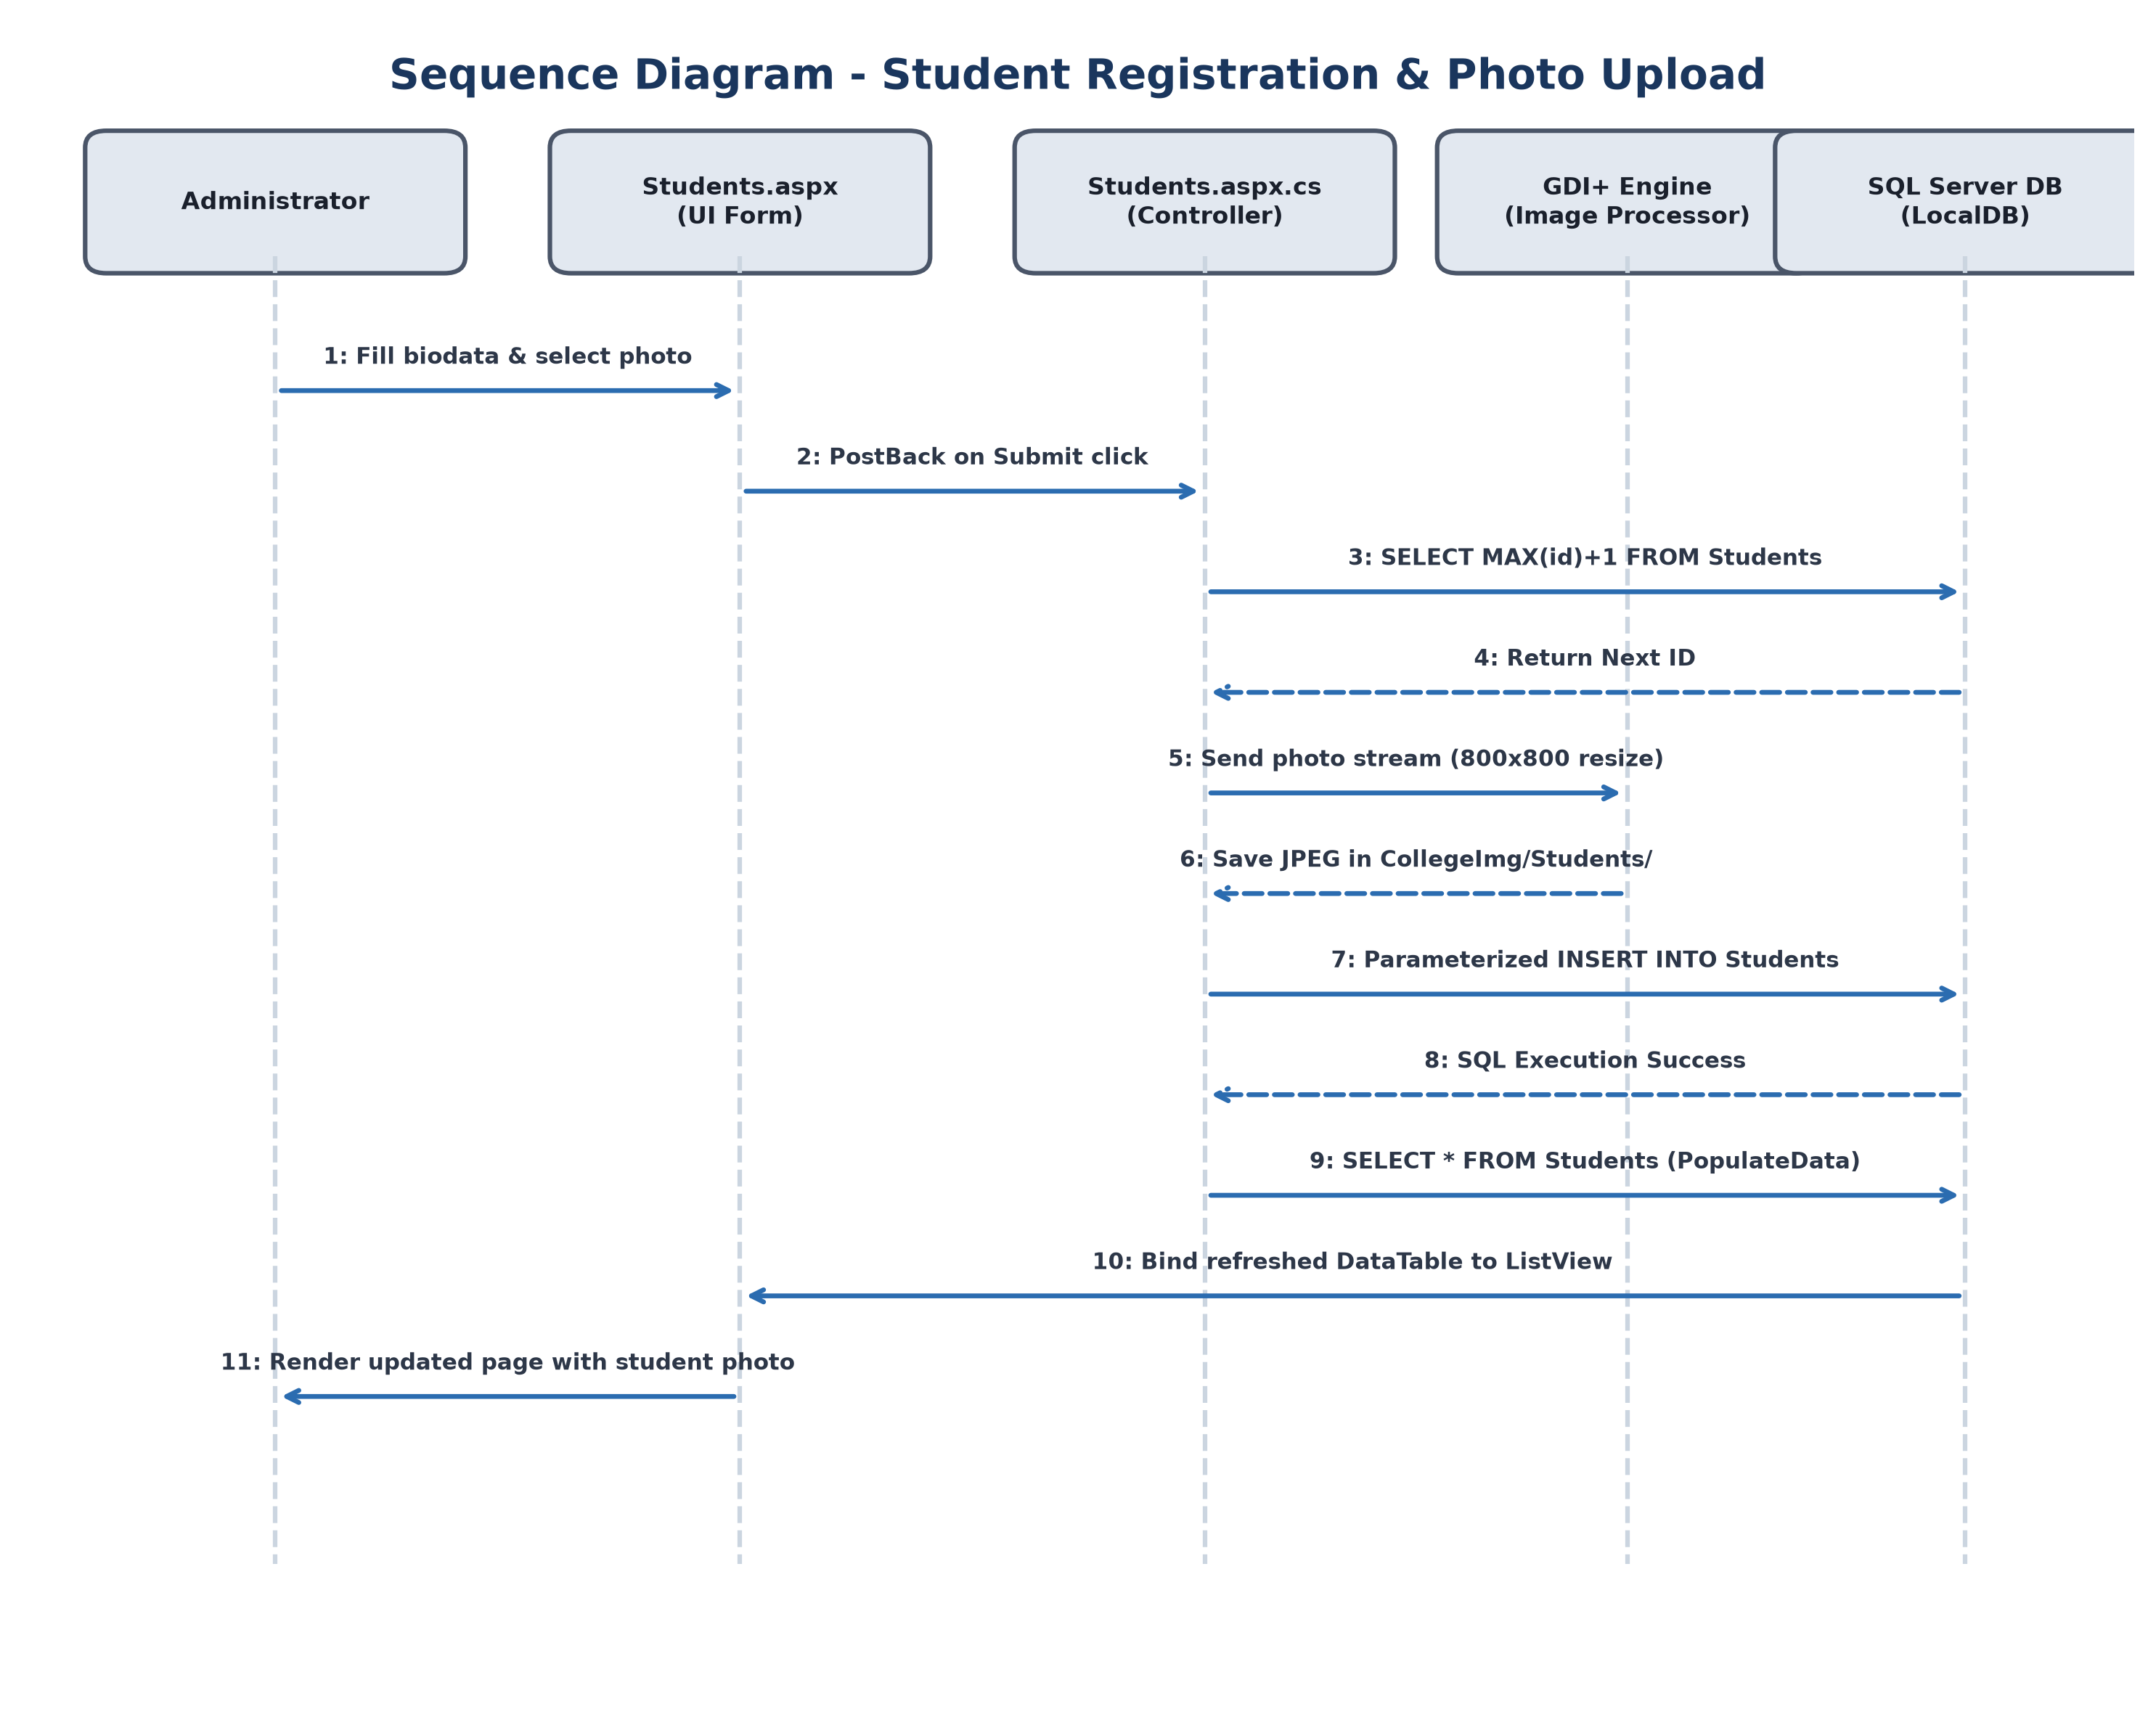 Sequence Diagram - Student Registration & Photo Upload
Administrator
Students.aspx
(UI Form)
Students.aspx.cs
(Controller)
GDI+ Engine
(Image Processor)
SQL Server DB
(LocalDB)
1: Fill biodata & select photo
2: PostBack on Submit click
3: SELECT MAX(id)+1 FROM Students
4: Return Next ID
5: Send photo stream (800x800 resize)
6: Save JPEG in CollegeImg/Students/
7: Parameterized INSERT INTO Students
8: SQL Execution Success
9: SELECT * FROM Students (PopulateData)
10: Bind refreshed DataTable to ListView
11: Render updated page with student photo